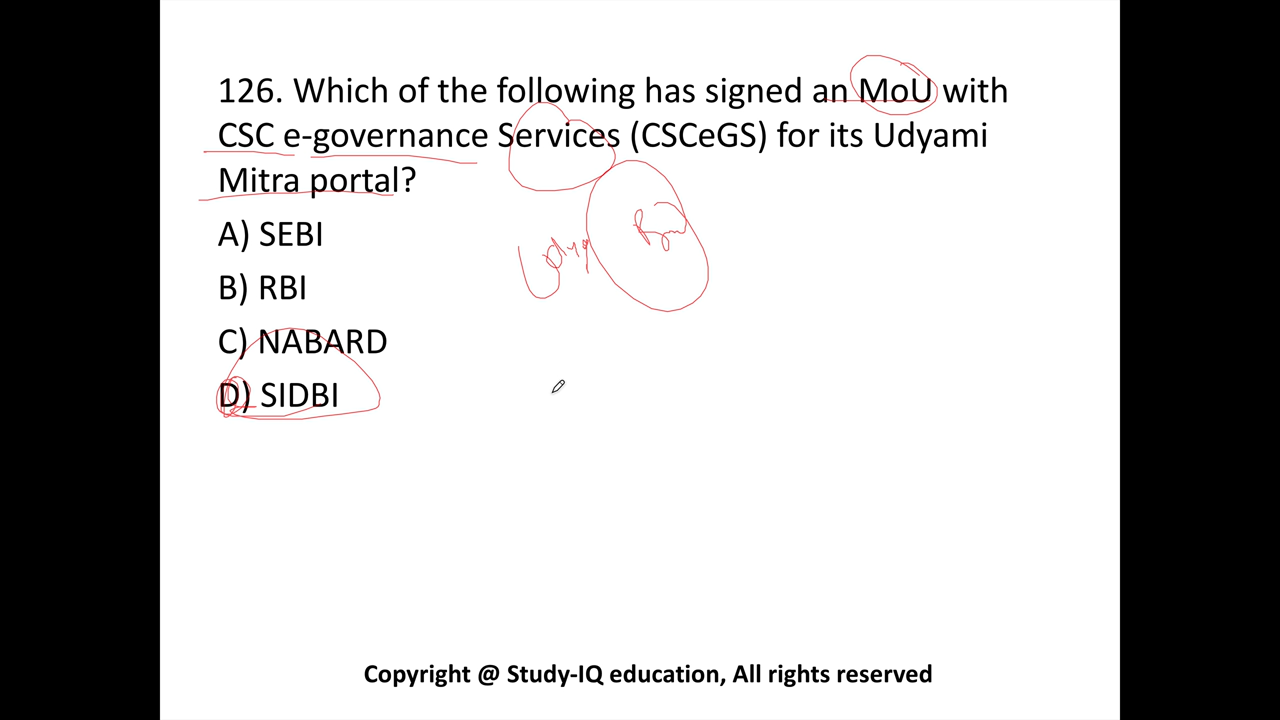 126. Which of the following has signed an MoU with
CSC e-governance Services (CSCeGS) for its Udyami
Mitra portal?
A) SEBI
B) RBI
C) NABARD
D) SIDBI
Copyright @ Study-IQ education, All rights reserved